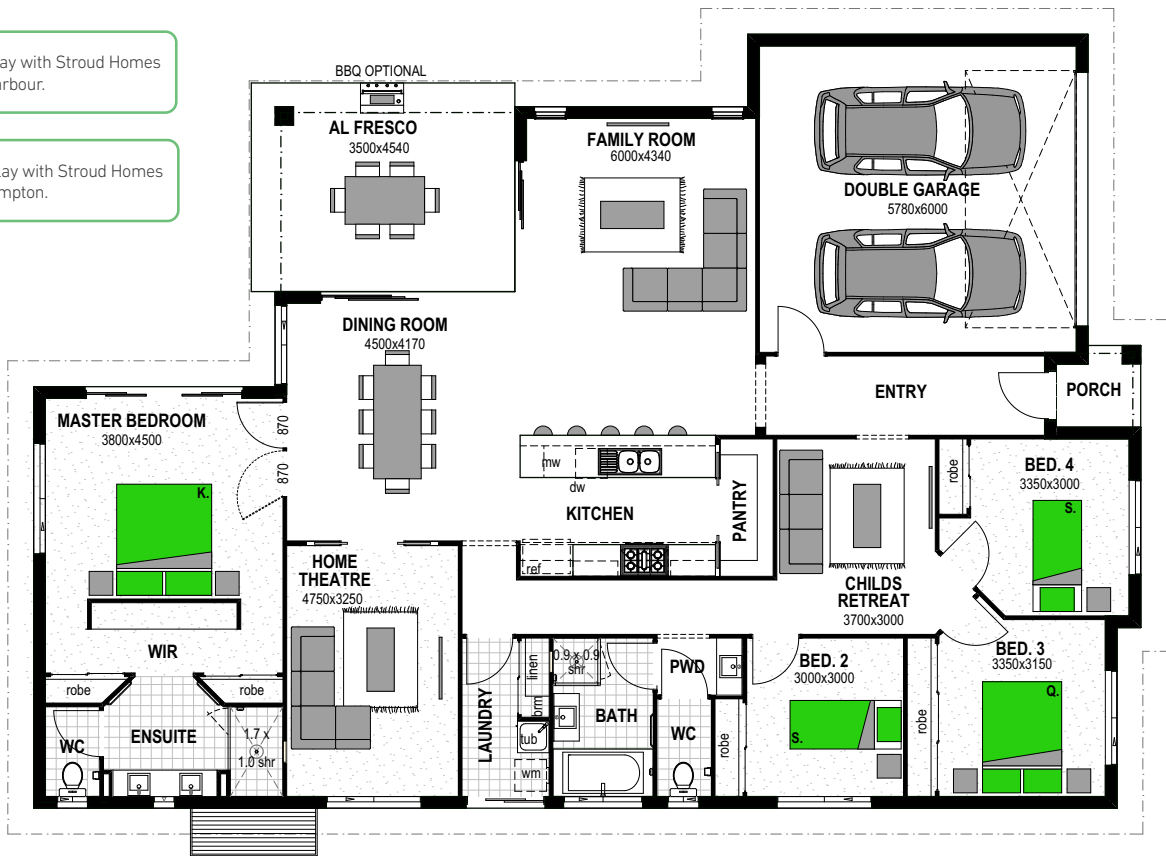 ay with Stroud Homes
arbour.
lay with Stroud Homes
mpton.
BBQ OPTIONAL
AL FRESCO
3500x4540
FAMILY ROOM
6000x4340
DOUBLE GARAGE
5780x6000
DINING ROOM
4500x4170
ENTRY
PORCH
MASTER BEDROOM
3800x4500
870
870
K.
mw
dw
KITCHEN
PANTRY
ref
robe
BED. 4
3350x3000
S.
HOME
THEATRE
4750x3250
CHILDS
RETREAT
3700x3000
WIR
robe
robe
WC
ENSUITE
1.7 x
1.0 shr
LAUNDRY
linen
brm
tub
wm
0.9 x 0.9
shr
BATH
PWD
WC
robe
BED. 2
3000x3000
S.
robe
BED. 3
3350x3150
Q.